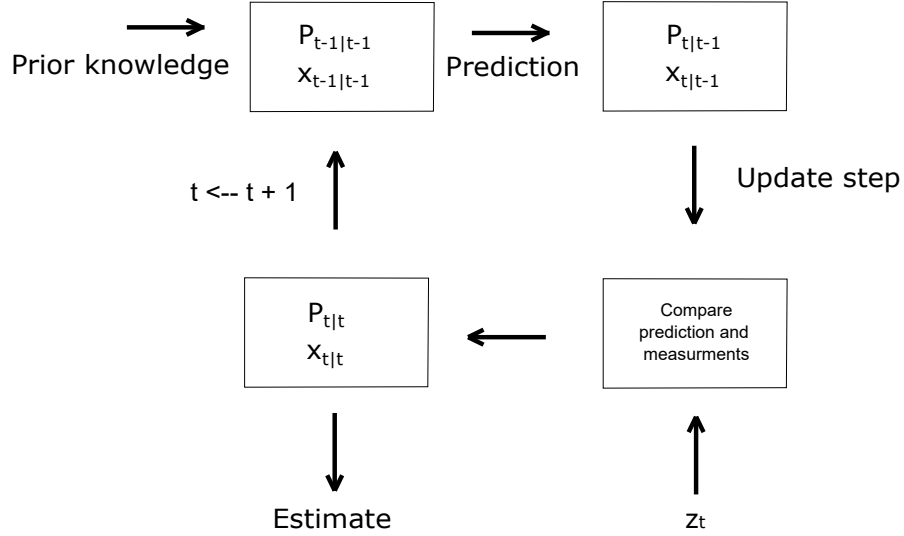 Prior knowledge
P_{t-1|t-1}
x_{t-1|t-1}
Prediction
P_{t|t-1}
x_{t|t-1}
t <-- t + 1
Update step
P_{t|t}
x_{t|t}
Compare
prediction and
measurments
Estimate
z_t